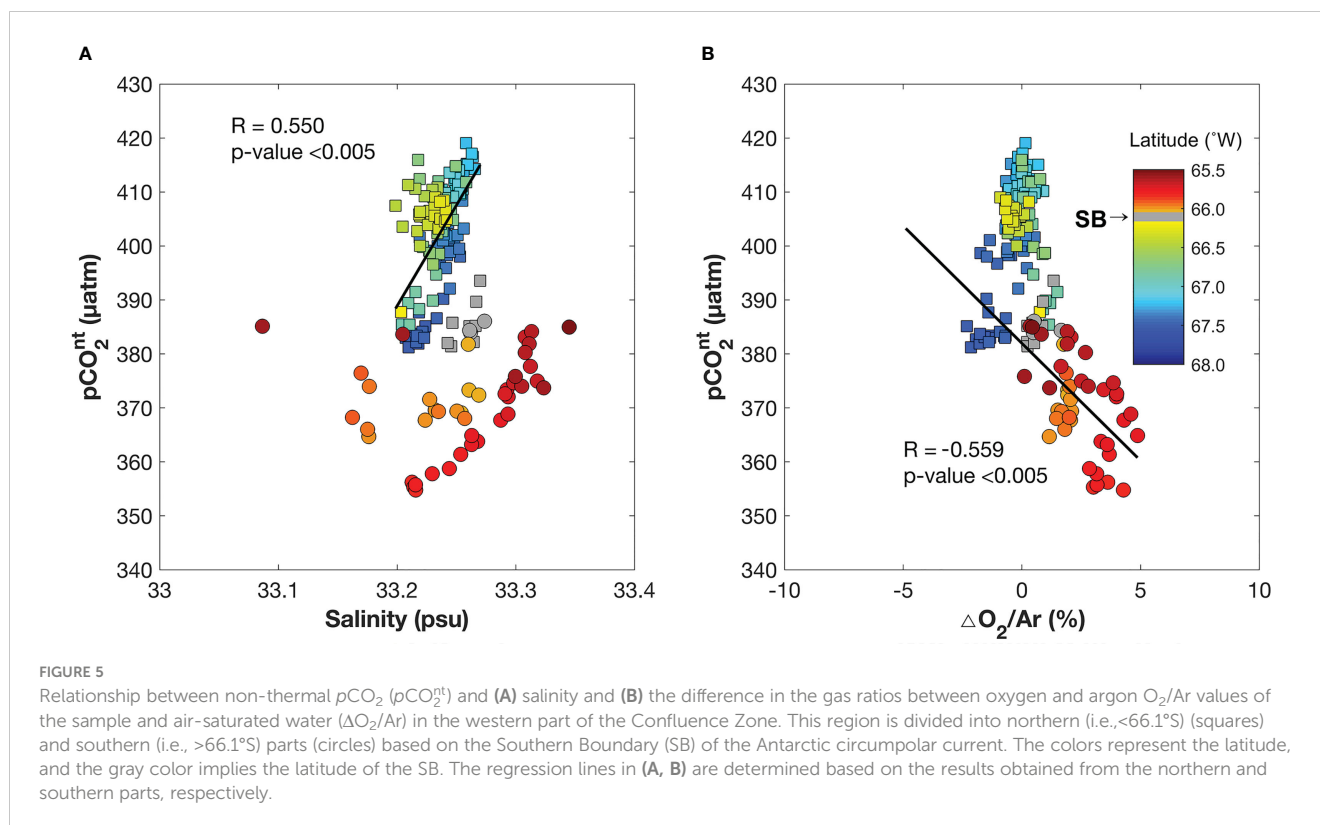 A
B
430
420
410
400
390
380
370
360
350
340
33
33.1
33.2
33.3
33.4
pCO₂ⁿᵗ (µatm)
Salinity (psu)
R = 0.550
p-value <0.005
430
420
410
400
390
380
370
360
350
340
-10
-5
0
5
10
pCO₂ⁿᵗ (µatm)
△O₂/Ar (%)
R = -0.559
p-value <0.005
Latitude (˚W)
65.5
66.0
66.5
67.0
67.5
68.0
SB→
FIGURE 5
Relationship between non-thermal pCO₂ (pCO₂ⁿᵗ) and (A) salinity and (B) the difference in the gas ratios between oxygen and argon O₂/Ar values of
the sample and air-saturated water (ΔO₂/Ar) in the western part of the Confluence Zone. This region is divided into northern (i.e.,<66.1°S) (squares)
and southern (i.e., >66.1°S) parts (circles) based on the Southern Boundary (SB) of the Antarctic circumpolar current. The colors represent the latitude,
and the gray color implies the latitude of the SB. The regression lines in (A, B) are determined based on the results obtained from the northern and
southern parts, respectively.